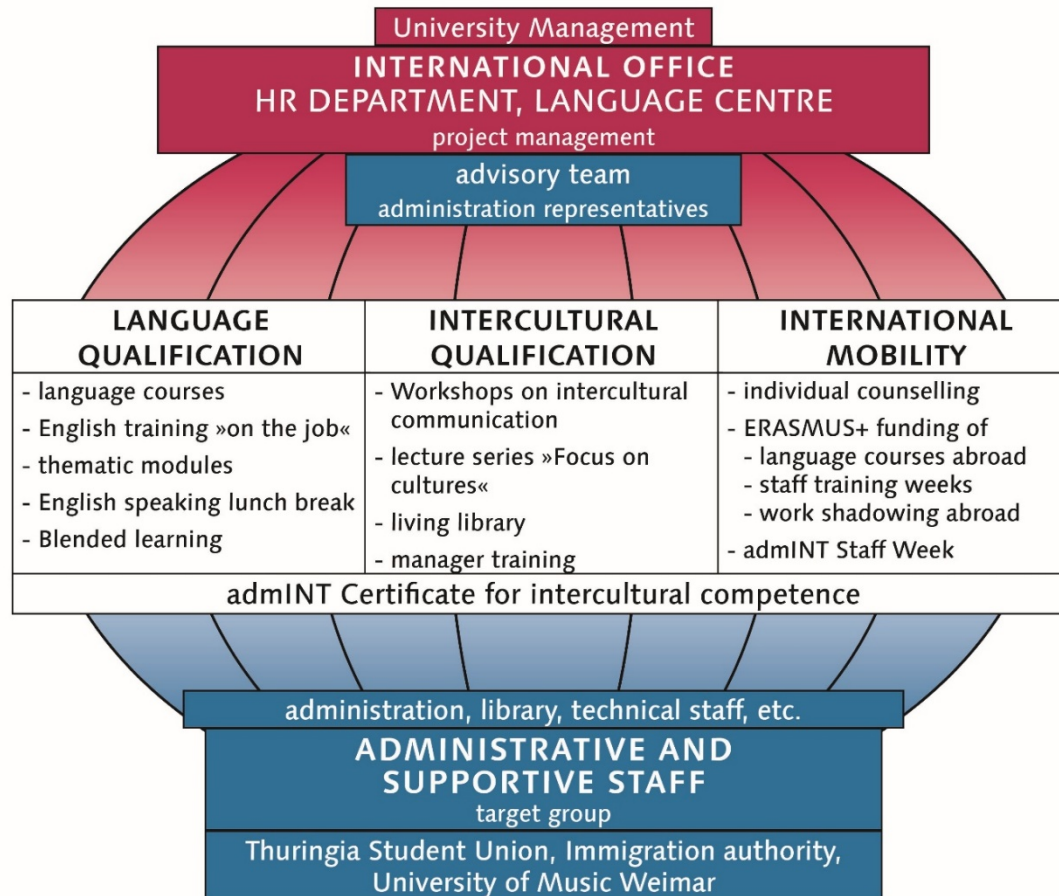 University Management
INTERNATIONAL OFFICE
HR DEPARTMENT, LANGUAGE CENTRE
project management
advisory team
administration representatives
LANGUAGE
QUALIFICATION
- language courses
- English training »on the job«
- thematic modules
- English speaking lunch break
- Blended learning
INTERCULTURAL
QUALIFICATION
- Workshops on intercultural
communication
- lecture series »Focus on
cultures«
- living library
- manager training
INTERNATIONAL
MOBILITY
- individual counselling
- ERASMUS+ funding of
- language courses abroad
- staff training weeks
- work shadowing abroad
- admINT Staff Week
admINT Certificate for intercultural competence
administration, library, technical staff, etc.
ADMINISTRATIVE AND
SUPPORTIVE STAFF
target group
Thuringia Student Union, Immigration authority,
University of Music Weimar